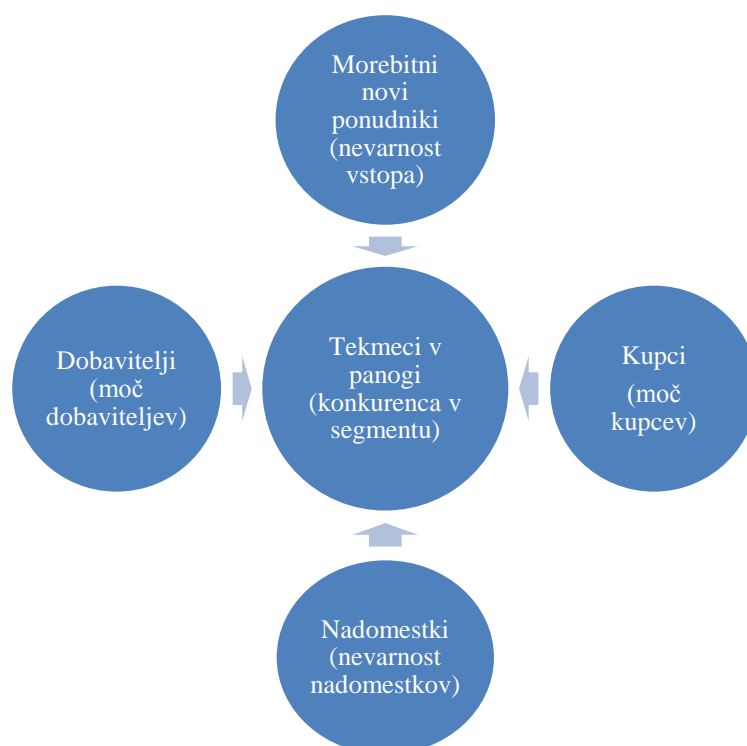 Morebitni
novi
ponudniki
(nevarnost
vstopa)
Dobavitelji
(moč
dobaviteljev)
Tekmeci v
panogi
(konkurenca v
segmentu)
Kupci
(moč
kupcev)
Nadomestki
(nevarnost
nadomestkov)